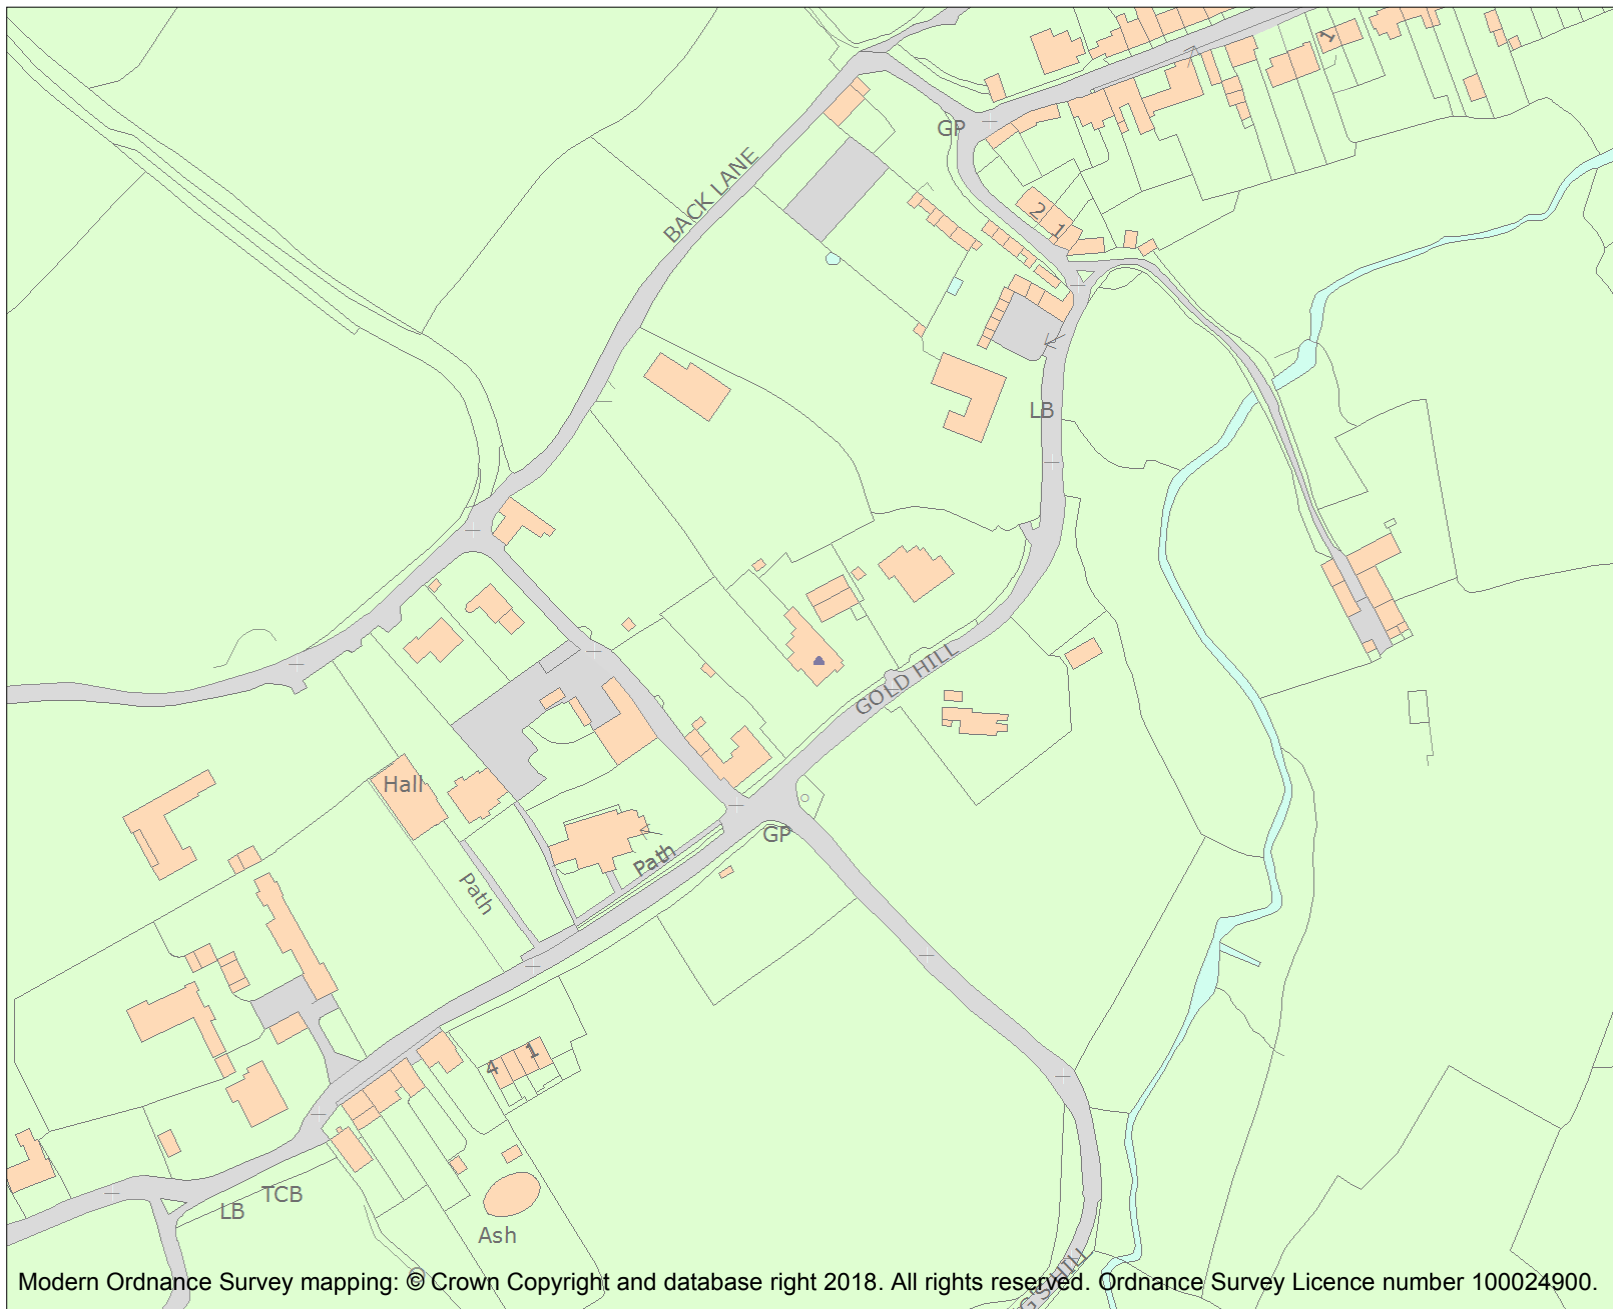 1
GP
BACK LANE
2
1
LB
GOLD HILL
Hall
GP
Path
Path
1
4
TCB
LB
Ash
Modern Ordnance Survey mapping: © Crown Copyright and database right 2018. All rights reserved. Ordnance Survey Licence number 100024900.